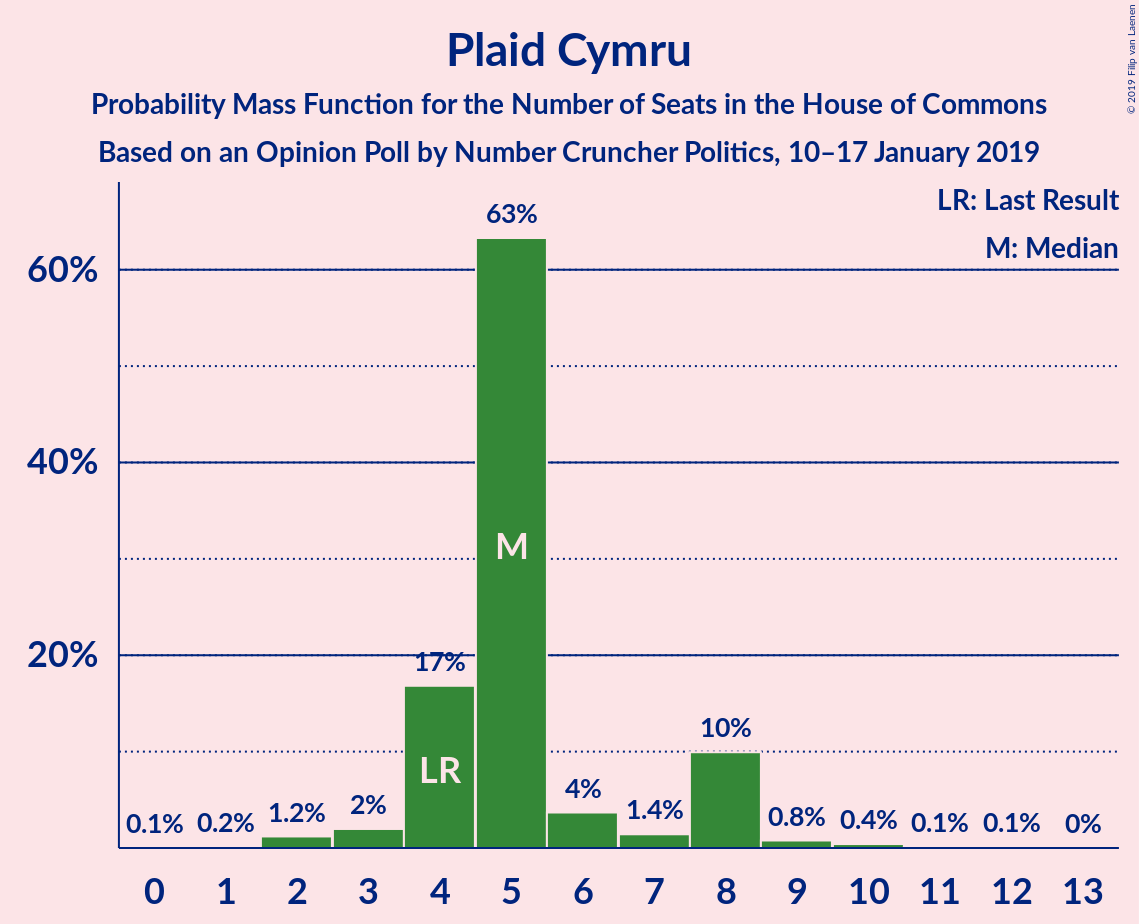 © 2019 Filip van Laenen
Plaid Cymru
Probability Mass Function for the Number of Seats in the House of Commons
Based on an Opinion Poll by Number Cruncher Politics, 10–17 January 2019
LR: Last Result
M: Median
63%
60%
40%
M
20%
17%
10%
LR
4%
2%
1.4%
1.2%
0.8%
0.4%
0.1%
0.2%
0.1%
0.1%
0%
0 1 2 3 4 5 6 7 8 9 10 11 12 13